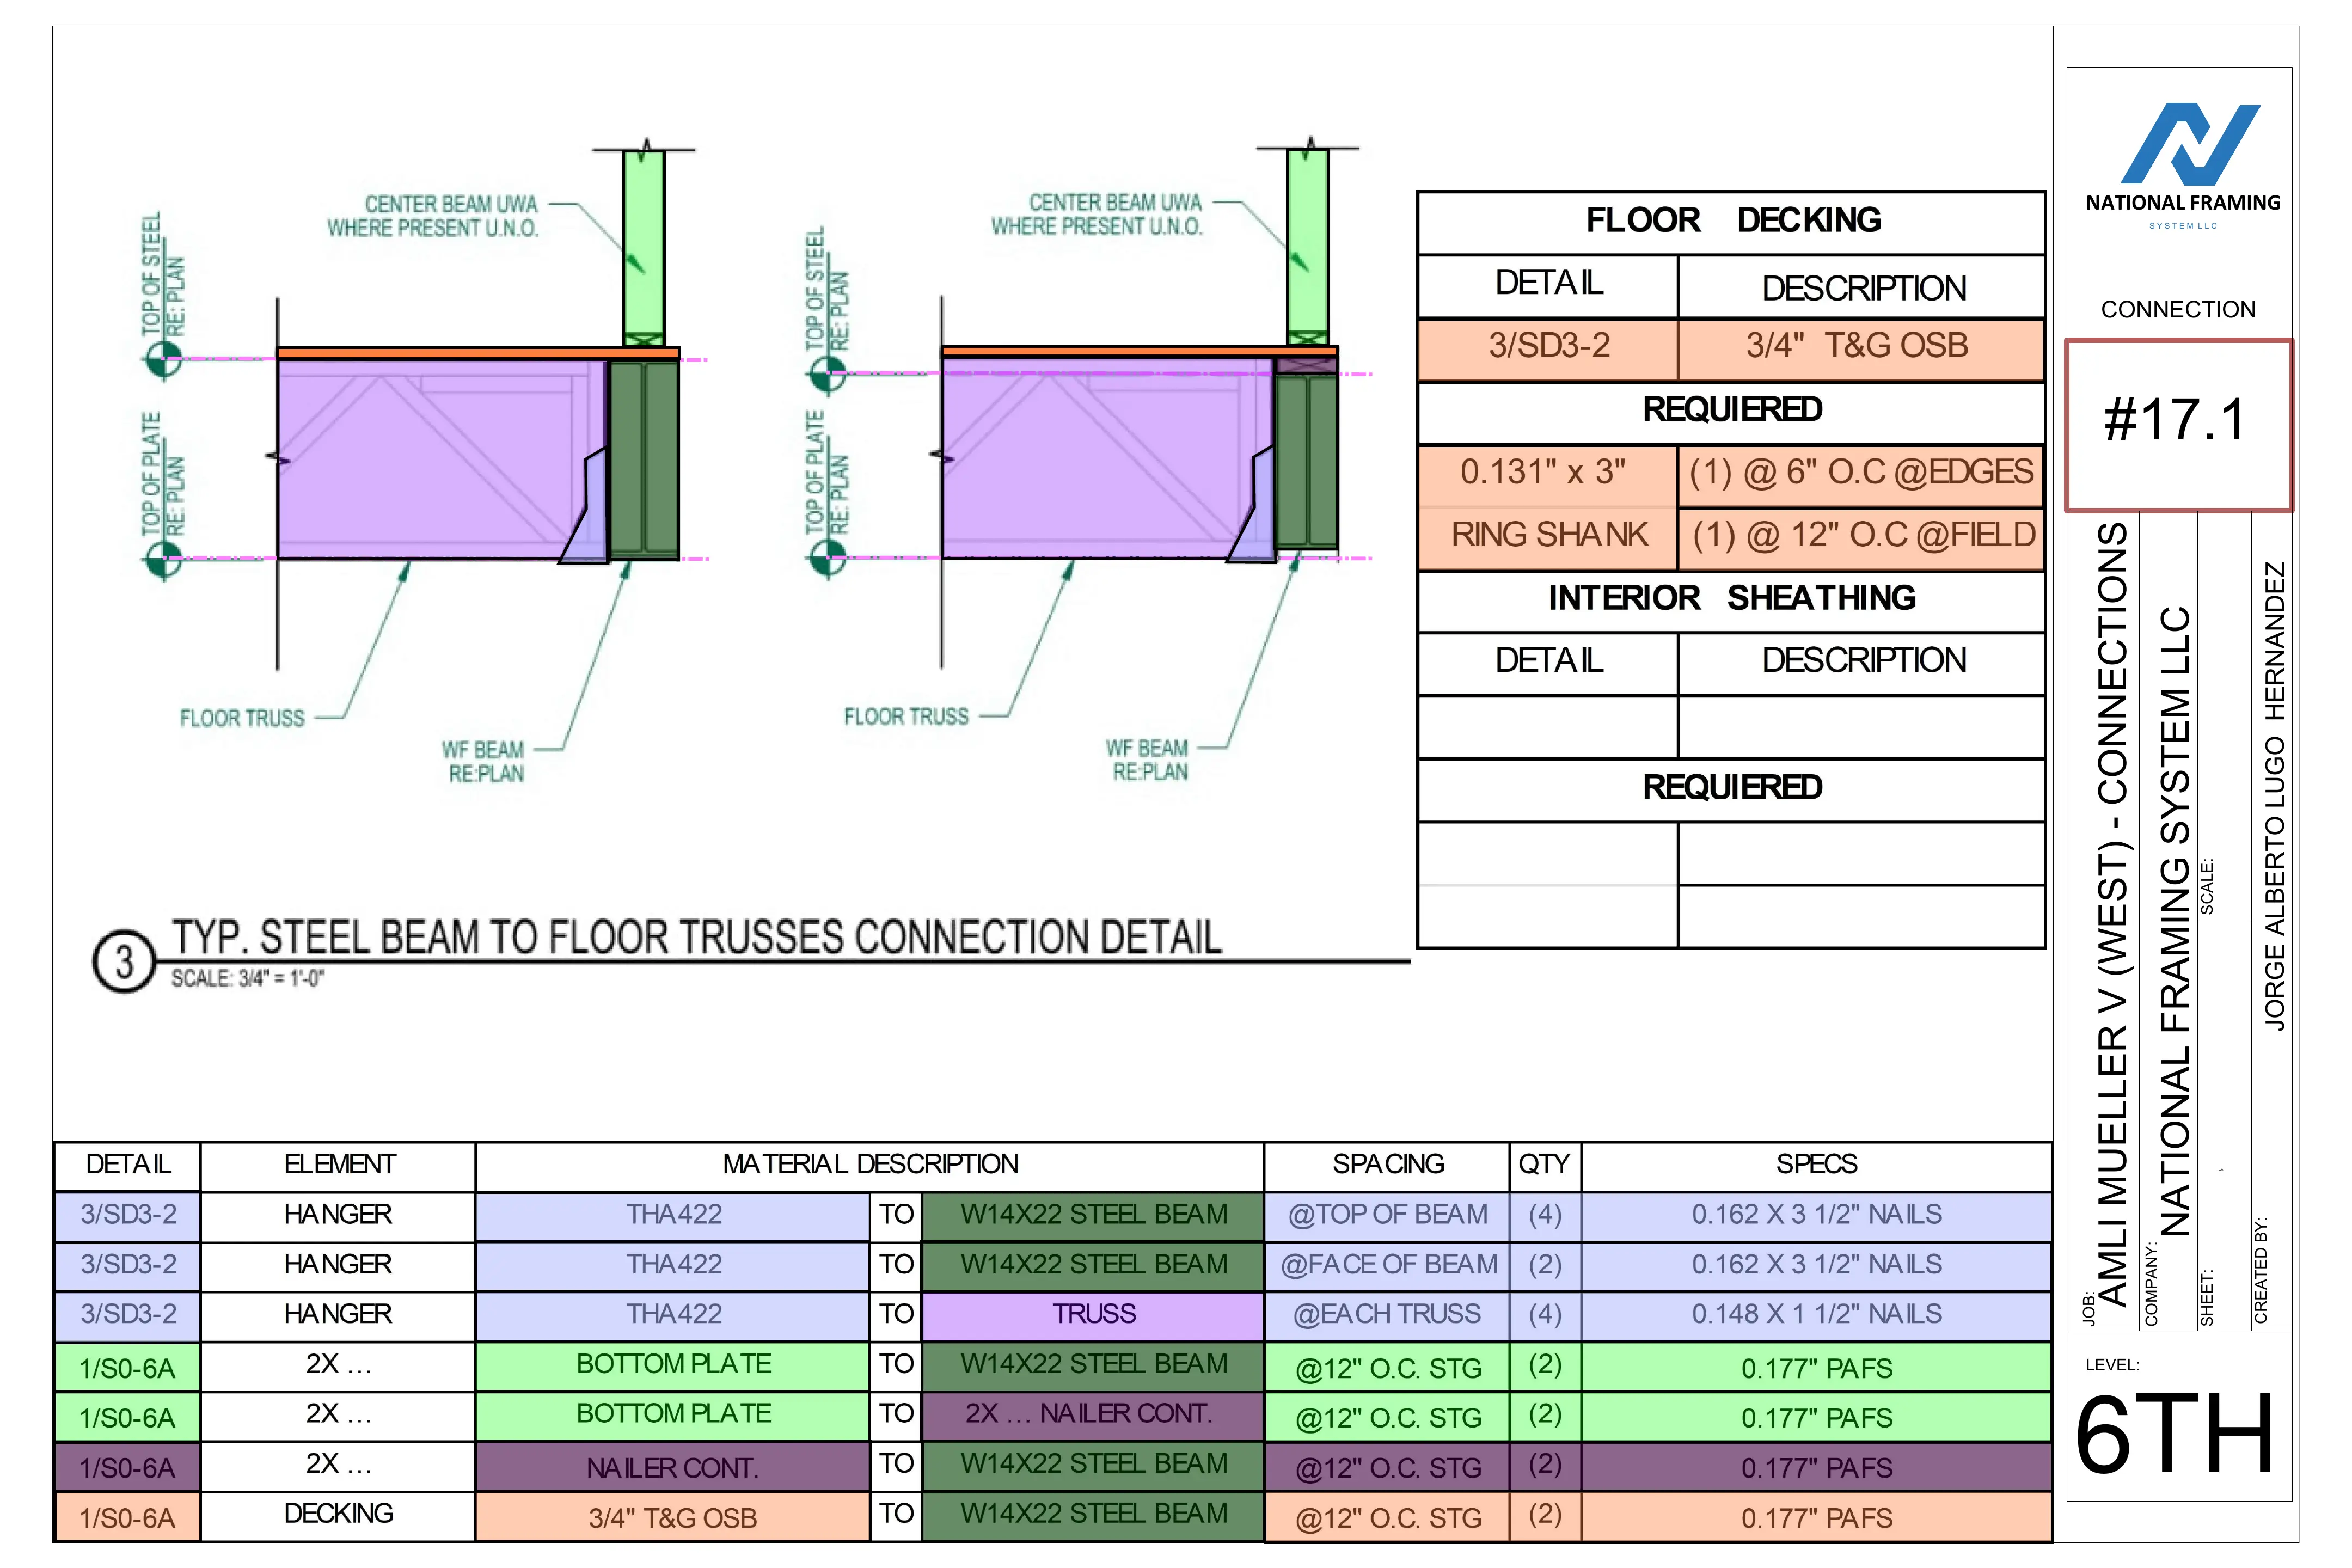 CENTER BEAM UWA
WHERE PRESENT U.N.O.
TOP OF STEEL
RE: PLAN
TOP OF PLATE
RE: PLAN
FLOOR TRUSS
WF BEAM
RE:PLAN
CENTER BEAM UWA
WHERE PRESENT U.N.O.
TOP OF STEEL
RE: PLAN
TOP OF PLATE
RE: PLAN
FLOOR TRUSS
WF BEAM
RE:PLAN
3 TYP. STEEL BEAM TO FLOOR TRUSSES CONNECTION DETAIL
SCALE: 3/4" = 1'-0"
FLOOR DECKING
DETAIL DESCRIPTION
3/SD3-2 3/4" T&G OSB
REQUIERED
0.131" x 3" (1) @ 6" O.C @EDGES
RING SHANK (1) @ 12" O.C @FIELD
INTERIOR SHEATHING
DETAIL DESCRIPTION
REQUIERED
DETAIL ELEMENT MATERIAL DESCRIPTION SPACING QTY SPECS
3/SD3-2 HANGER THA422 TO W14X22 STEEL BEAM @TOP OF BEAM (4) 0.162 X 3 1/2" NAILS
3/SD3-2 HANGER THA422 TO W14X22 STEEL BEAM @FACE OF BEAM (2) 0.162 X 3 1/2" NAILS
3/SD3-2 HANGER THA422 TO TRUSS @EACH TRUSS (4) 0.148 X 1 1/2" NAILS
1/S0-6A 2X ... BOTTOM PLATE TO W14X22 STEEL BEAM @12" O.C. STG (2) 0.177" PAFS
1/S0-6A 2X ... BOTTOM PLATE TO 2X ... NAILER CONT. @12" O.C. STG (2) 0.177" PAFS
1/S0-6A 2X ... NAILER CONT. TO W14X22 STEEL BEAM @12" O.C. STG (2) 0.177" PAFS
1/S0-6A DECKING 3/4" T&G OSB TO W14X22 STEEL BEAM @12" O.C. STG (2) 0.177" PAFS
NATIONAL FRAMING
SYSTEM LLC
CONNECTION
#17.1
JOB:
AMLI MUELLER V (WEST) - CONNECTIONS
COMPANY:
NATIONAL FRAMING SYSTEM LLC
SCALE:
SHEET:
CREATED BY:
JORGE ALBERTO LUGO HERNANDEZ
LEVEL:
6TH